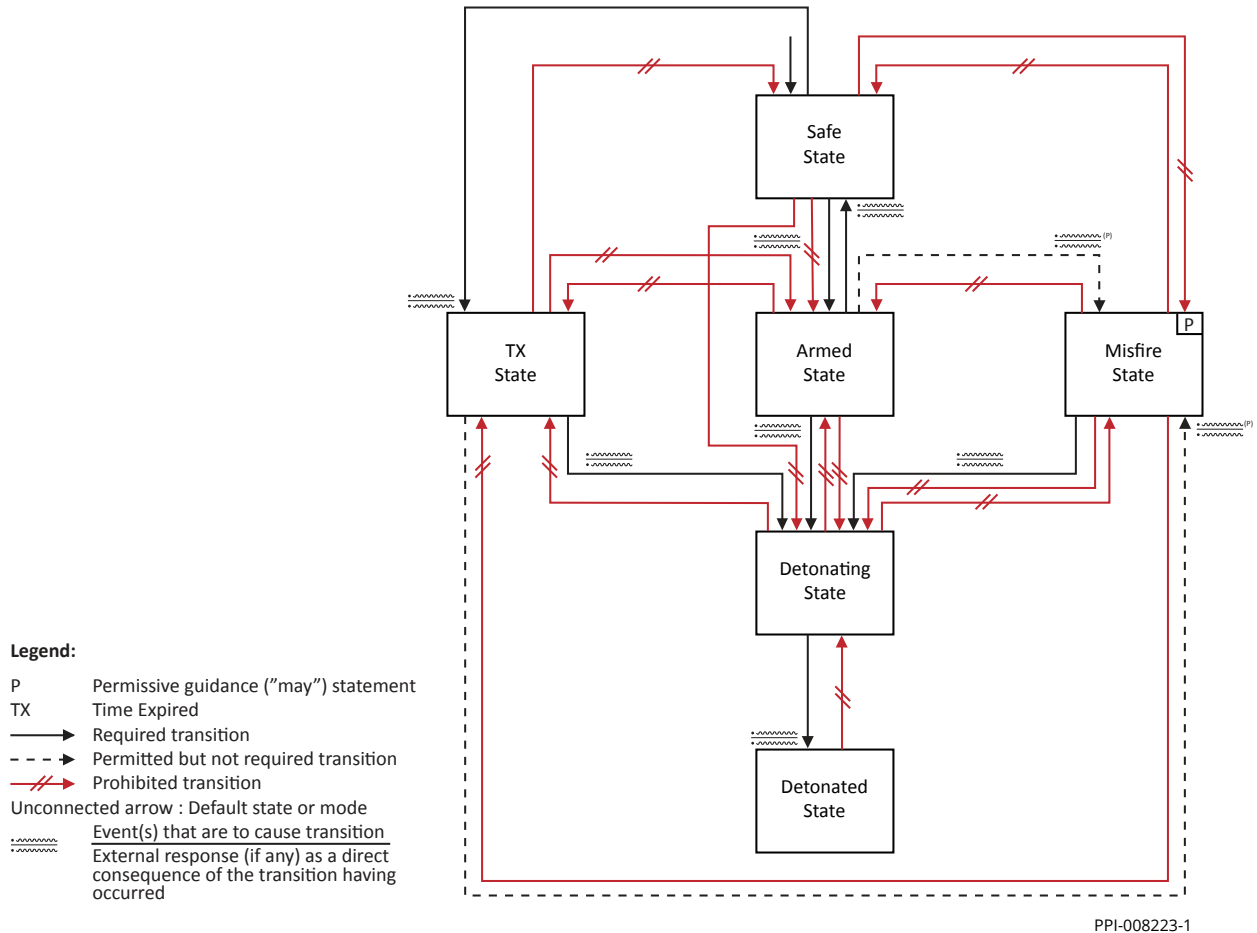 Safe
State
(P)
TX
State
Armed
State
P
Misfire
State
(P)
Detonating
State
Detonated
State
Legend:
P Permissive guidance (”may”) statement
TX Time Expired
Required transition
Permitted but not required transition
Prohibited transition
Unconnected arrow : Default state or mode
Event(s) that are to cause transition
External response (if any) as a direct
consequence of the transition having
occurred
PPI-008223-1